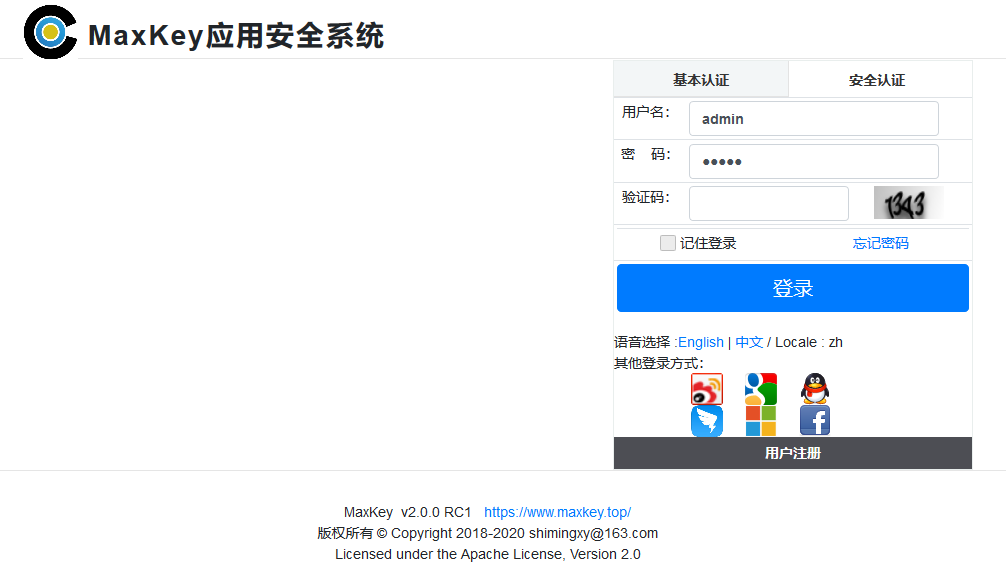 MaxKey应用安全系统
基本认证 安全认证
用户名： admin
密 码： •••••
验证码： 1343
记住登录 忘记密码
登录
语音选择 :English | 中文 / Locale : zh
其他登录方式：
用户注册
MaxKey v2.0.0 RC1 https://www.maxkey.top/
版权所有 © Copyright 2018-2020 shimingxy@163.com
Licensed under the Apache License, Version 2.0